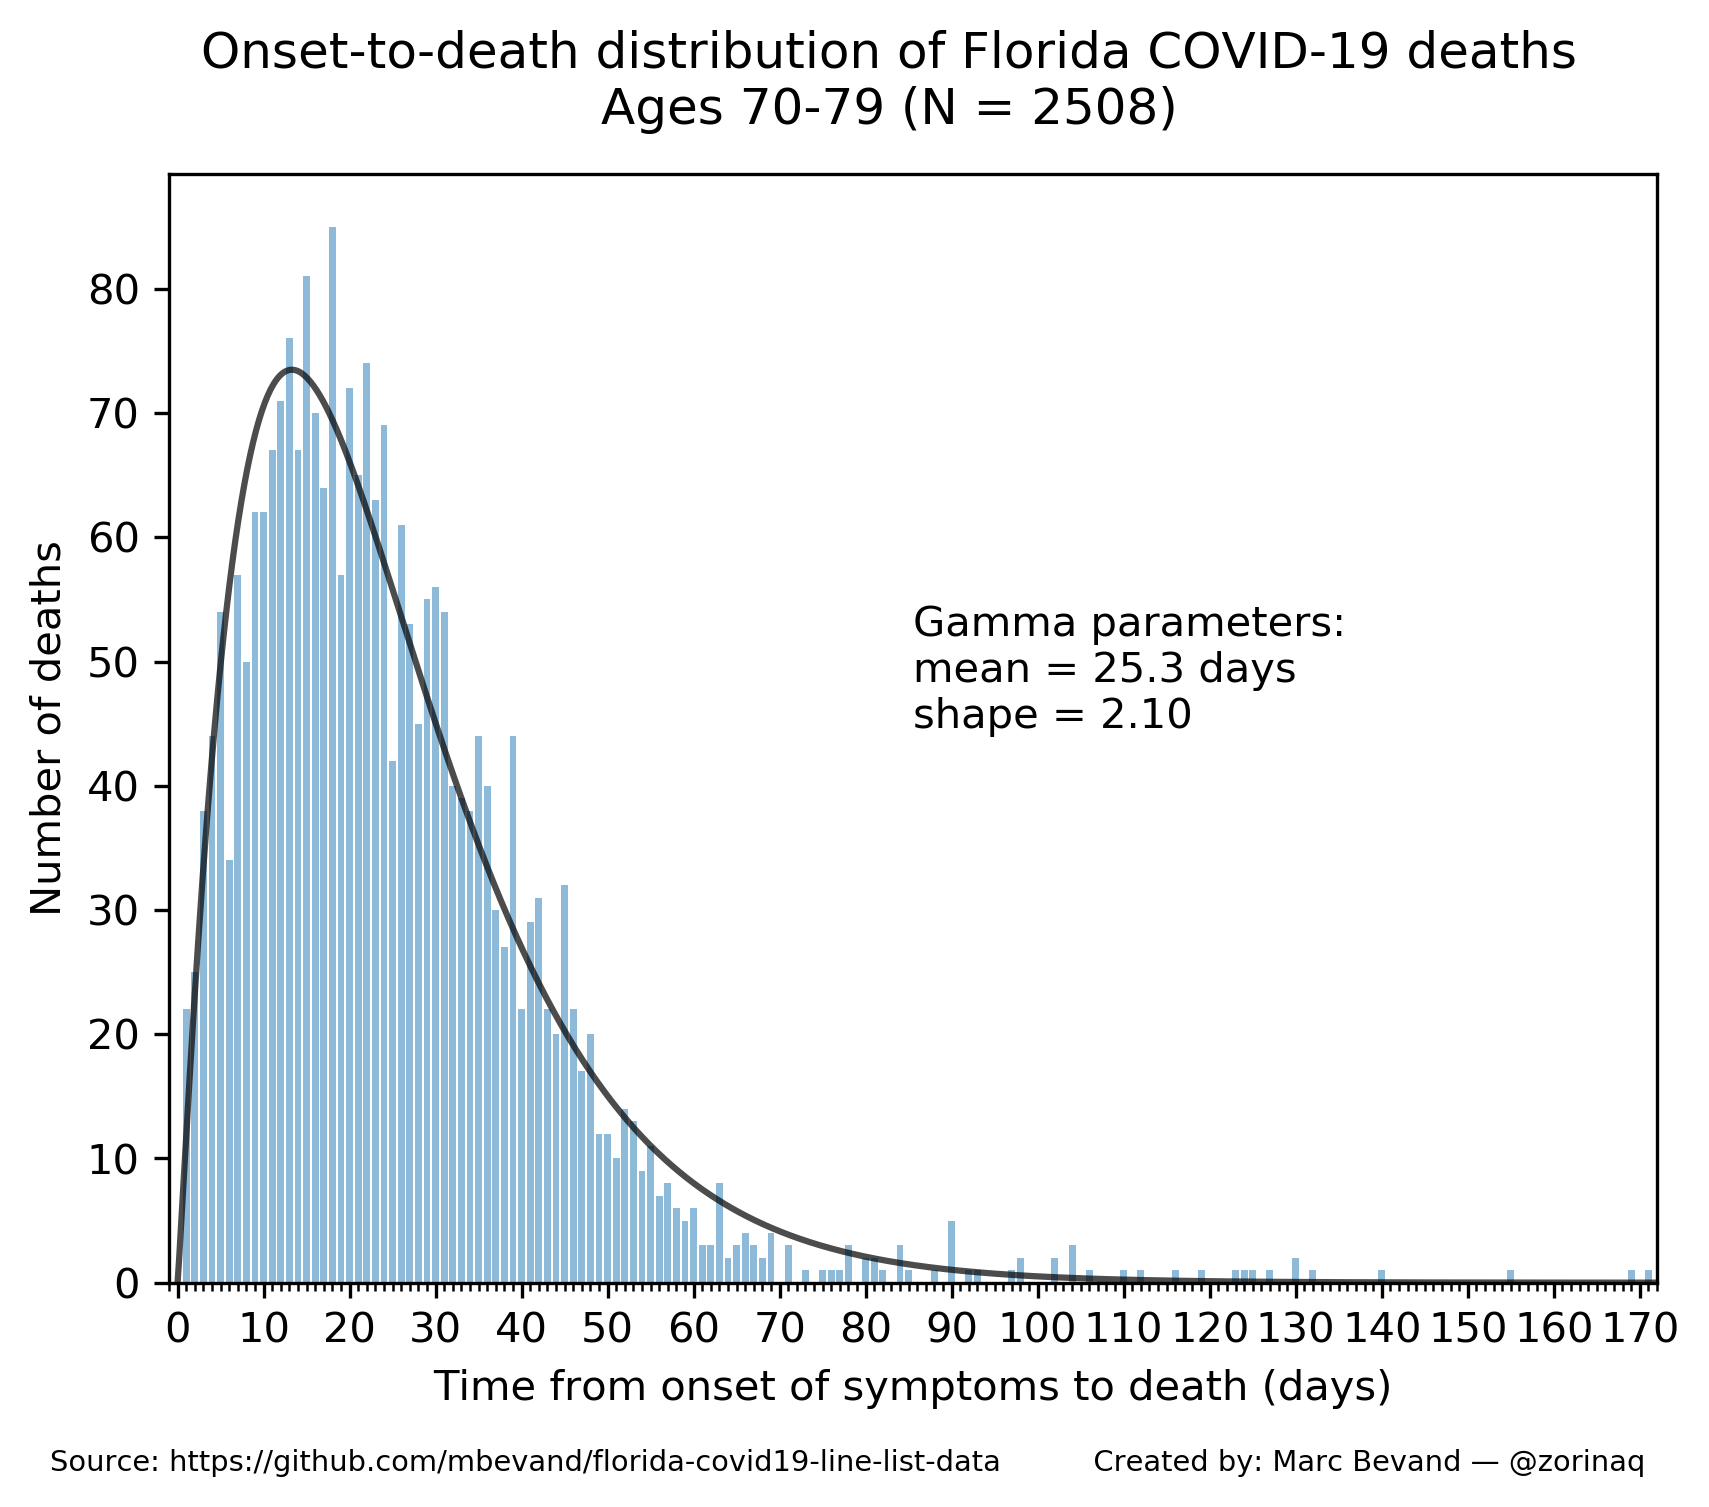 Onset-to-death distribution of Florida COVID-19 deaths
Ages 70-79 (N = 2508)
80
70
60
50
40
30
20
10
0
Number of deaths
Gamma parameters:
mean = 25.3 days
shape = 2.10
0 10 20 30 40 50 60 70 80 90 100 110 120 130 140 150 160 170
Time from onset of symptoms to death (days)
Source: https://github.com/mbevand/florida-covid19-line-list-data Created by: Marc Bevand — @zorinaq